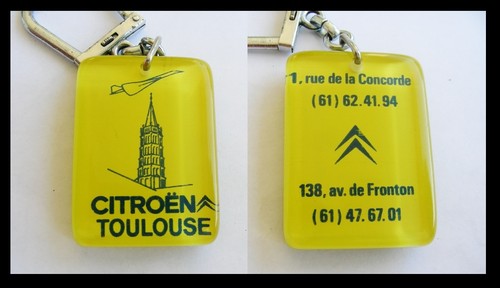 CITROËN
TOULOUSE
1, rue de la Concorde
(61) 62.41.94
138, av. de Fronton
(61) 47.67.01